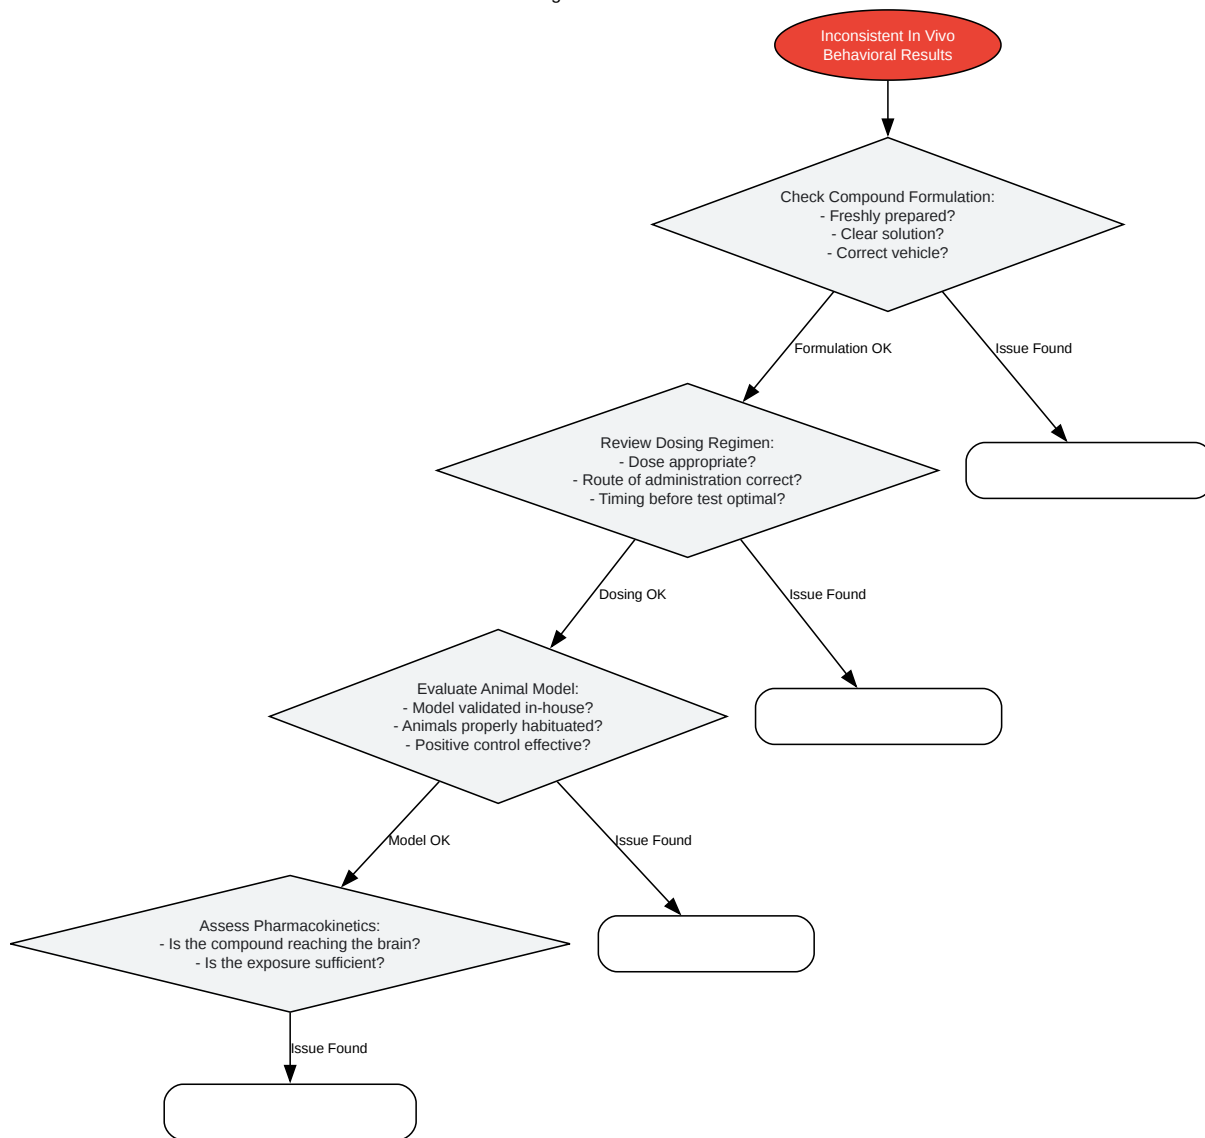 Inconsistent In Vivo
Behavioral Results
Check Compound Formulation:
- Freshly prepared?
- Clear solution?
- Correct vehicle?
Formulation OK
Issue Found
Review Dosing Regimen:
- Dose appropriate?
- Route of administration correct?
- Timing before test optimal?
Dosing OK
Issue Found
Evaluate Animal Model:
- Model validated in-house?
- Animals properly habituated?
- Positive control effective?
Model OK
Issue Found
Assess Pharmacokinetics:
- Is the compound reaching the brain?
- Is the exposure sufficient?
Issue Found